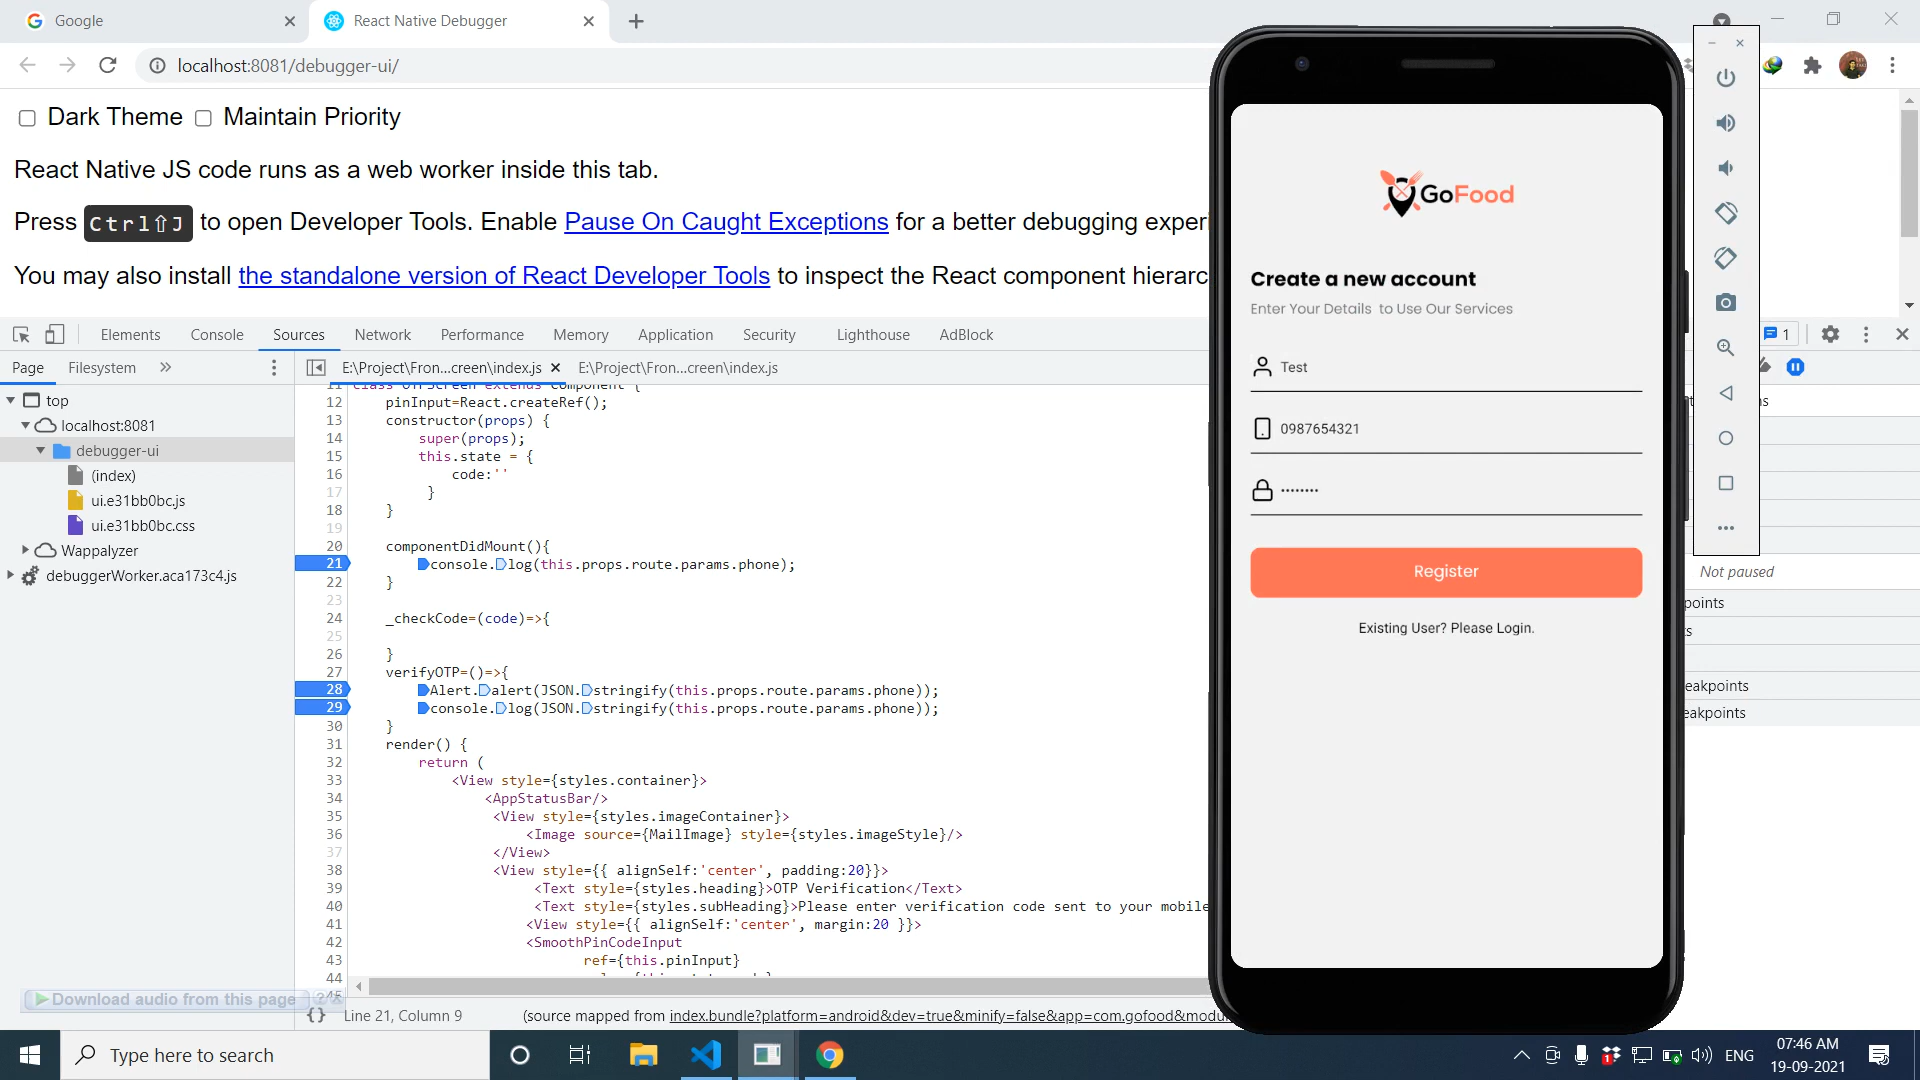 Google
React Native Debugger
localhost:8081/debugger-ui/
Dark Theme Maintain Priority
React Native JS code runs as a web worker inside this tab.
Press Ctrl⇧J to open Developer Tools. Enable Pause On Caught Exceptions for a better debugging experi
You may also install the standalone version of React Developer Tools to inspect the React component hierarc
Elements Console Sources Network Performance Memory Application Security Lighthouse AdBlock
1
Page Filesystem »
E:\Project\Fron...creen\index.js E:\Project\Fron...creen\index.js
top
localhost:8081
debugger-ui
(index)
ui.e31bb0bc.js
ui.e31bb0bc.css
Wappalyzer
debuggerWorker.aca173c4.js
12 pinInput=React.createRef();
13 constructor(props) {
14 super(props);
15 this.state = {
16 code:''
17 }
18 }
19
20 componentDidMount(){
21 console.log(this.props.route.params.phone);
22 }
23
24 _checkCode=(code)=>{
25
26 }
27 verifyOTP=()=>{
28 Alert.alert(JSON.stringify(this.props.route.params.phone));
29 console.log(JSON.stringify(this.props.route.params.phone));
30 }
31 render() {
32 return (
33 <View style={styles.container}>
34 <AppStatusBar/>
35 <View style={styles.imageContainer}>
36 <Image source={MailImage} style={styles.imageStyle}/>
37 </View>
38 <View style={{ alignSelf:'center', padding:20}}>
39 <Text style={styles.heading}>OTP Verification</Text>
40 <Text style={styles.subHeading}>Please enter verification code sent to your mobile
41 <View style={{ alignSelf:'center', margin:20 }}>
42 <SmoothPinCodeInput
43 ref={this.pinInput}
44
Download audio from this page
{} Line 21, Column 9
(source mapped from index.bundle?platform=android&dev=true&minify=false&app=com.gofood&modu
GoFood
Create a new account
Enter Your Details to Use Our Services
Test
0987654321
••••••••
Register
Existing User? Please Login.
Not paused
points
ts
eakpoints
eakpoints
Type here to search
1
ENG
07:46 AM
19-09-2021